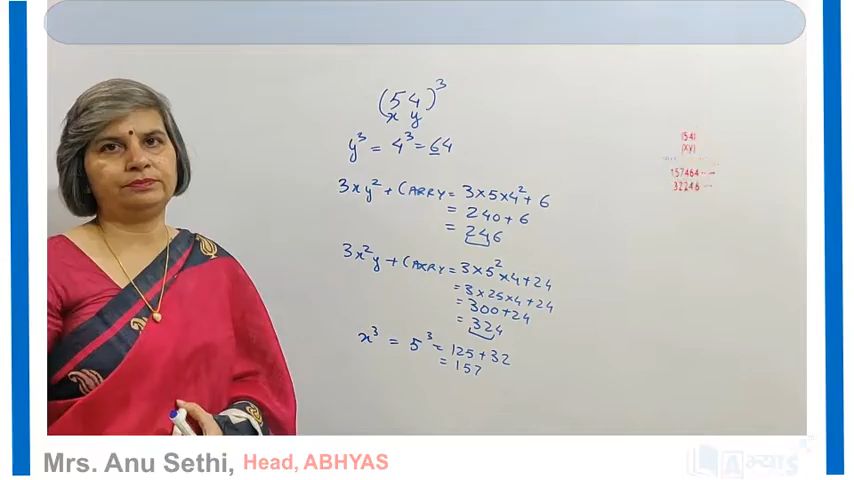 (54)³
x y
y³ = 4³ = 64
3xy² + CARRY = 3×5×4² + 6
= 240 + 6
= 246
3x²y + CARRY = 3×5²×4 + 24
= 3×25×4 + 24
= 300 + 24
= 324
x³ = 5³ = 125 + 32
= 157
(54)
(XY)
157464
32246
Mrs. Anu Sethi, Head, ABHYAS
अभ्याS